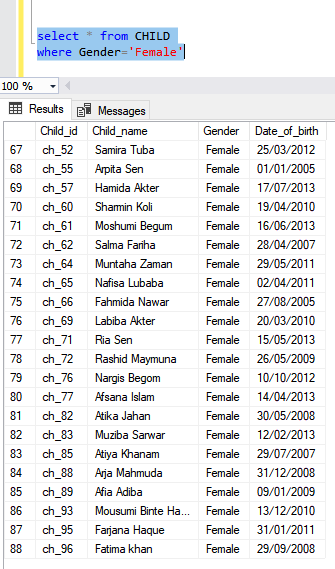 select * from CHILD
where Gender='Female'
100 %
Results Messages
Child_id Child_name Gender Date_of_birth
67 ch_52 Samira Tuba Female 25/03/2012
68 ch_55 Arpita Sen Female 01/01/2005
69 ch_57 Hamida Akter Female 17/07/2013
70 ch_60 Sharmin Koli Female 19/04/2010
71 ch_61 Moshumi Begum Female 16/06/2013
72 ch_62 Salma Fariha Female 28/04/2007
73 ch_64 Muntaha Zaman Female 29/05/2011
74 ch_65 Nafisa Lubaba Female 02/04/2011
75 ch_66 Fahmida Nawar Female 27/08/2005
76 ch_69 Labiba Akter Female 20/03/2010
77 ch_71 Ria Sen Female 15/05/2013
78 ch_72 Rashid Maymuna Female 26/05/2009
79 ch_76 Nargis Begom Female 10/10/2012
80 ch_77 Afsana Islam Female 14/04/2013
81 ch_82 Atika Jahan Female 30/05/2008
82 ch_83 Muziba Sarwar Female 12/02/2013
83 ch_85 Atiya Khanam Female 29/07/2007
84 ch_88 Arja Mahmuda Female 31/12/2008
85 ch_89 Afia Adiba Female 09/01/2009
86 ch_93 Mousumi Binte Ha... Female 13/12/2010
87 ch_95 Farjana Haque Female 31/01/2011
88 ch_96 Fatima khan Female 29/09/2008